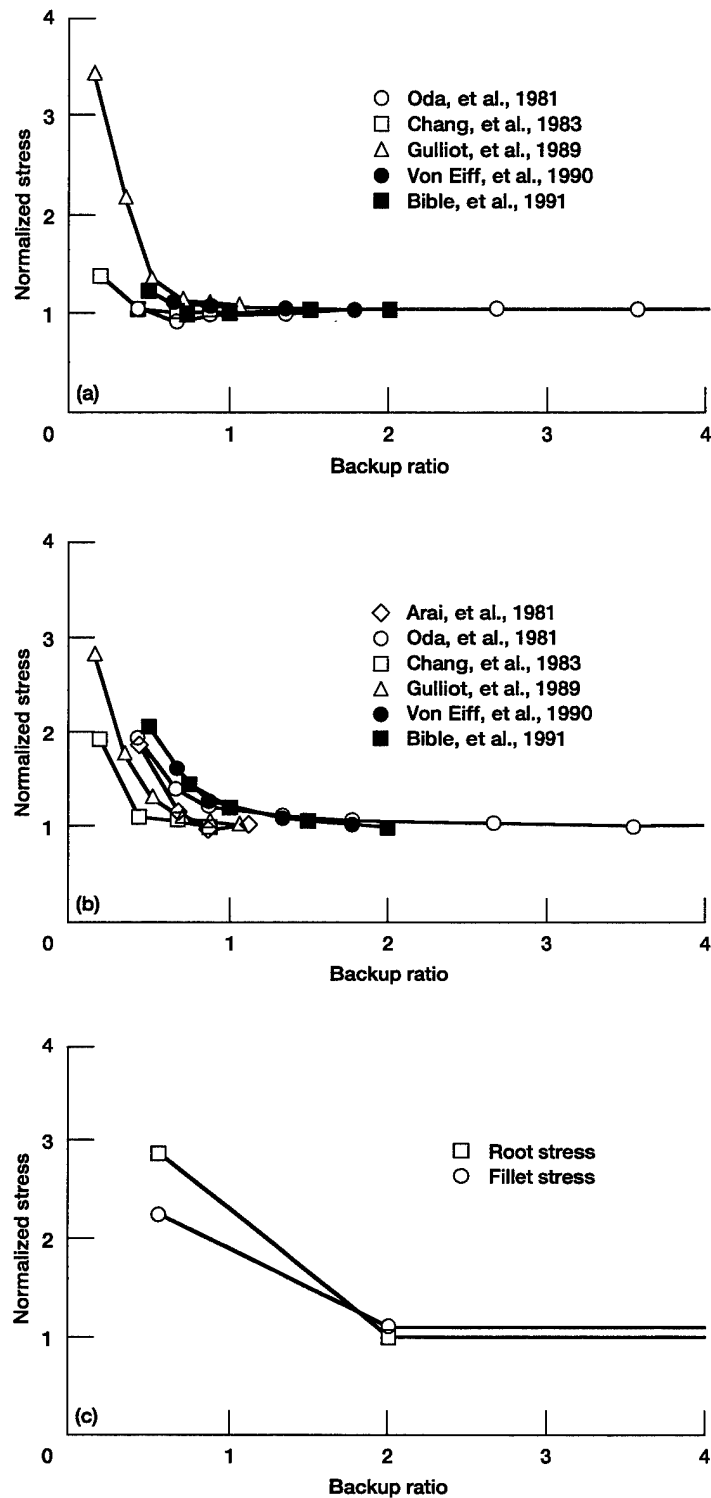 4
3
2
1
0
Normalized stress
Oda, et al., 1981
Chang, et al., 1983
Gulliot, et al., 1989
Von Eiff, et al., 1990
Bible, et al., 1991
(a)
1
2
3
4
Backup ratio
4
3
2
1
0
Normalized stress
Arai, et al., 1981
Oda, et al., 1981
Chang, et al., 1983
Gulliot, et al., 1989
Von Eiff, et al., 1990
Bible, et al., 1991
(b)
1
2
3
4
Backup ratio
4
3
2
1
0
Normalized stress
Root stress
Fillet stress
(c)
1
2
3
4
Backup ratio